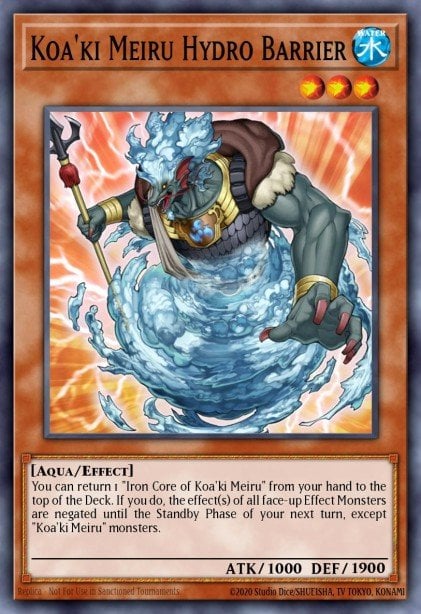 Koa'ki Meiru Hydro Barrier
WATER
水
[Aqua/Effect]
You can return 1 "Iron Core of Koa'ki Meiru" from your hand to the
top of the Deck. If you do, the effect(s) of all face-up Effect Monsters
are negated until the Standby Phase of your next turn, except
"Koa'ki Meiru" monsters.
ATK/1000 DEF/1900
Replica - Not For Use in Sanctioned Tournaments
©2020 Studio Dice/SHUEISHA, TV TOKYO, KONAMI